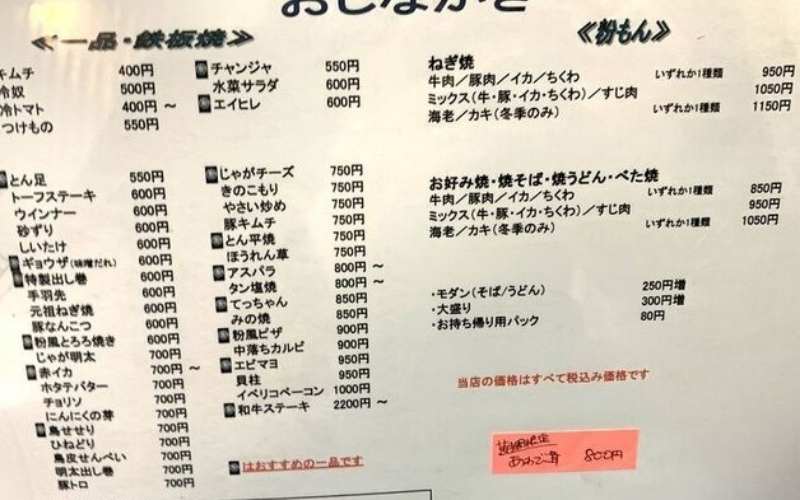 おしながき
≪一品・鉄板焼≫
キムチ 400円
冷奴 500円
冷トマト 400円 ～
つけもの 550円
チャンジャ 550円
水菜サラダ 600円
エイヒレ 600円
とん足 550円
トーフステーキ 600円
ウインナー 600円
砂ずり 600円
しいたけ 600円
ギョウザ(味噌だれ) 600円
特製出し巻 600円
手羽先 600円
元祖ねぎ焼 600円
豚なんこつ 600円
粉風とろろ焼き 600円
じゃが明太 700円
赤イカ 700円 ～
ホタテバター 700円
チョリソ 700円
にんにくの芽 700円
鳥せせり 700円
ひねどり 700円
鳥皮せんべい 700円
明太出し巻 700円
豚トロ 700円
じゃがチーズ 750円
きのこもり 750円
やさい炒め 750円
豚キムチ 750円
とん平焼 750円
ほうれん草 750円
アスパラ 800円 ～
タン塩焼 800円 ～
てっちゃん 850円
みの焼 850円
粉風ピザ 900円
中落ちカルビ 900円
エビマヨ 950円
貝柱 950円
イベリコベーコン 1000円
和牛ステーキ 2200円 ～
はおすすめの一品です
≪粉もん≫
ねぎ焼
牛肉／豚肉／イカ／ちくわ いずれか1種類 950円
ミックス(牛・豚・イカ・ちくわ)／すじ肉 1050円
海老／カキ(冬季のみ) いずれか1種類 1150円
お好み焼・焼そば・焼うどん・べた焼
牛肉／豚肉／イカ／ちくわ いずれか1種類 850円
ミックス(牛・豚・イカ・ちくわ)／すじ肉 950円
海老／カキ(冬季のみ) いずれか1種類 1050円
・モダン(そば/うどん) 250円増
・大盛り 300円増
・お持ち帰り用パック 80円
当店の価格はすべて税込み価格です
800円